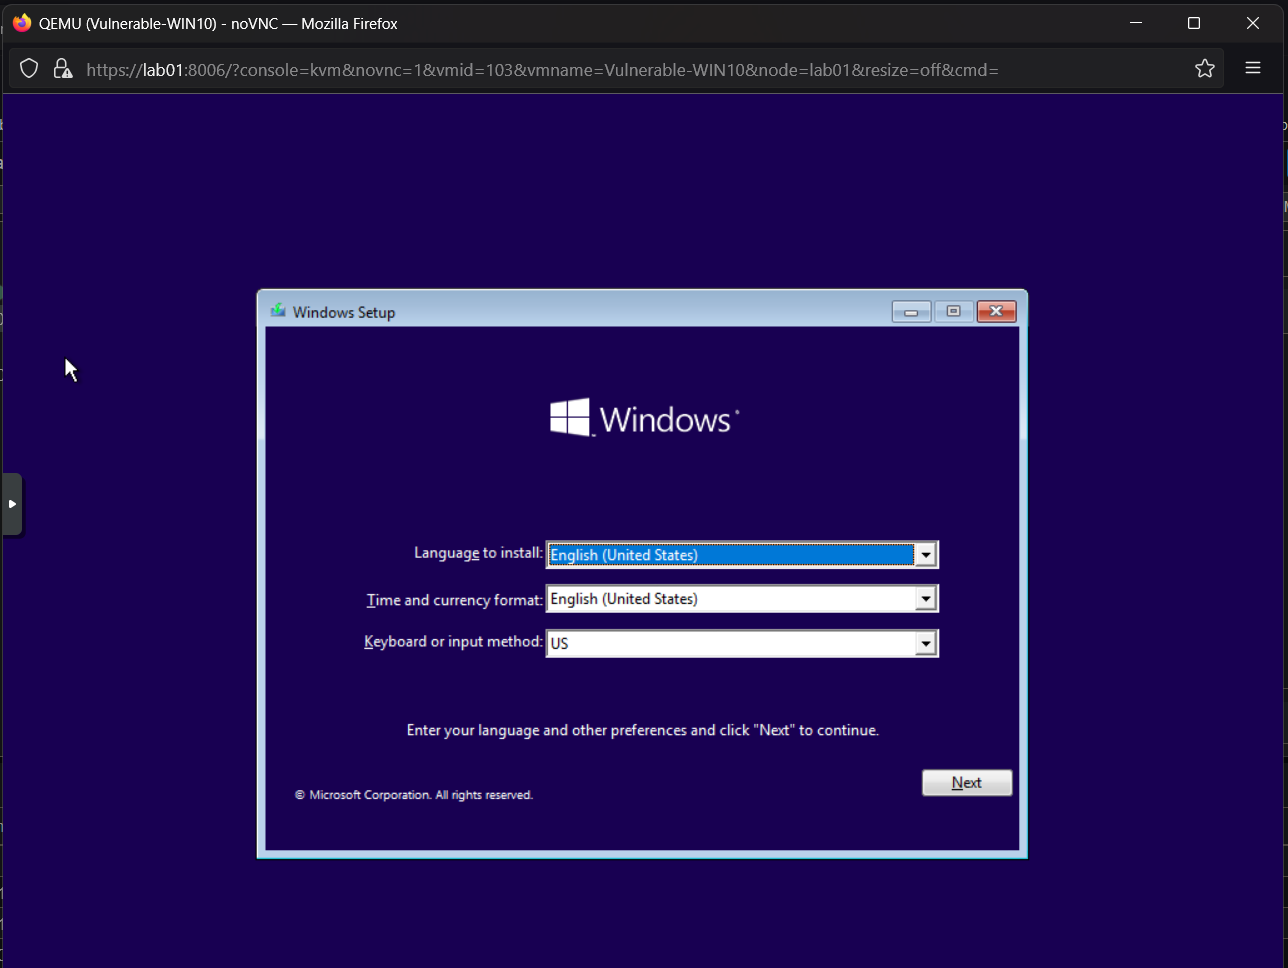 QEMU (Vulnerable-WIN10) - noVNC — Mozilla Firefox
https://lab01:8006/?console=kvm&novnc=1&vmid=103&vmname=Vulnerable-WIN10&node=lab01&resize=off&cmd=
Windows Setup
Windows
Language to install: English (United States)
Time and currency format: English (United States)
Keyboard or input method: US
Enter your language and other preferences and click "Next" to continue.
Next
© Microsoft Corporation. All rights reserved.